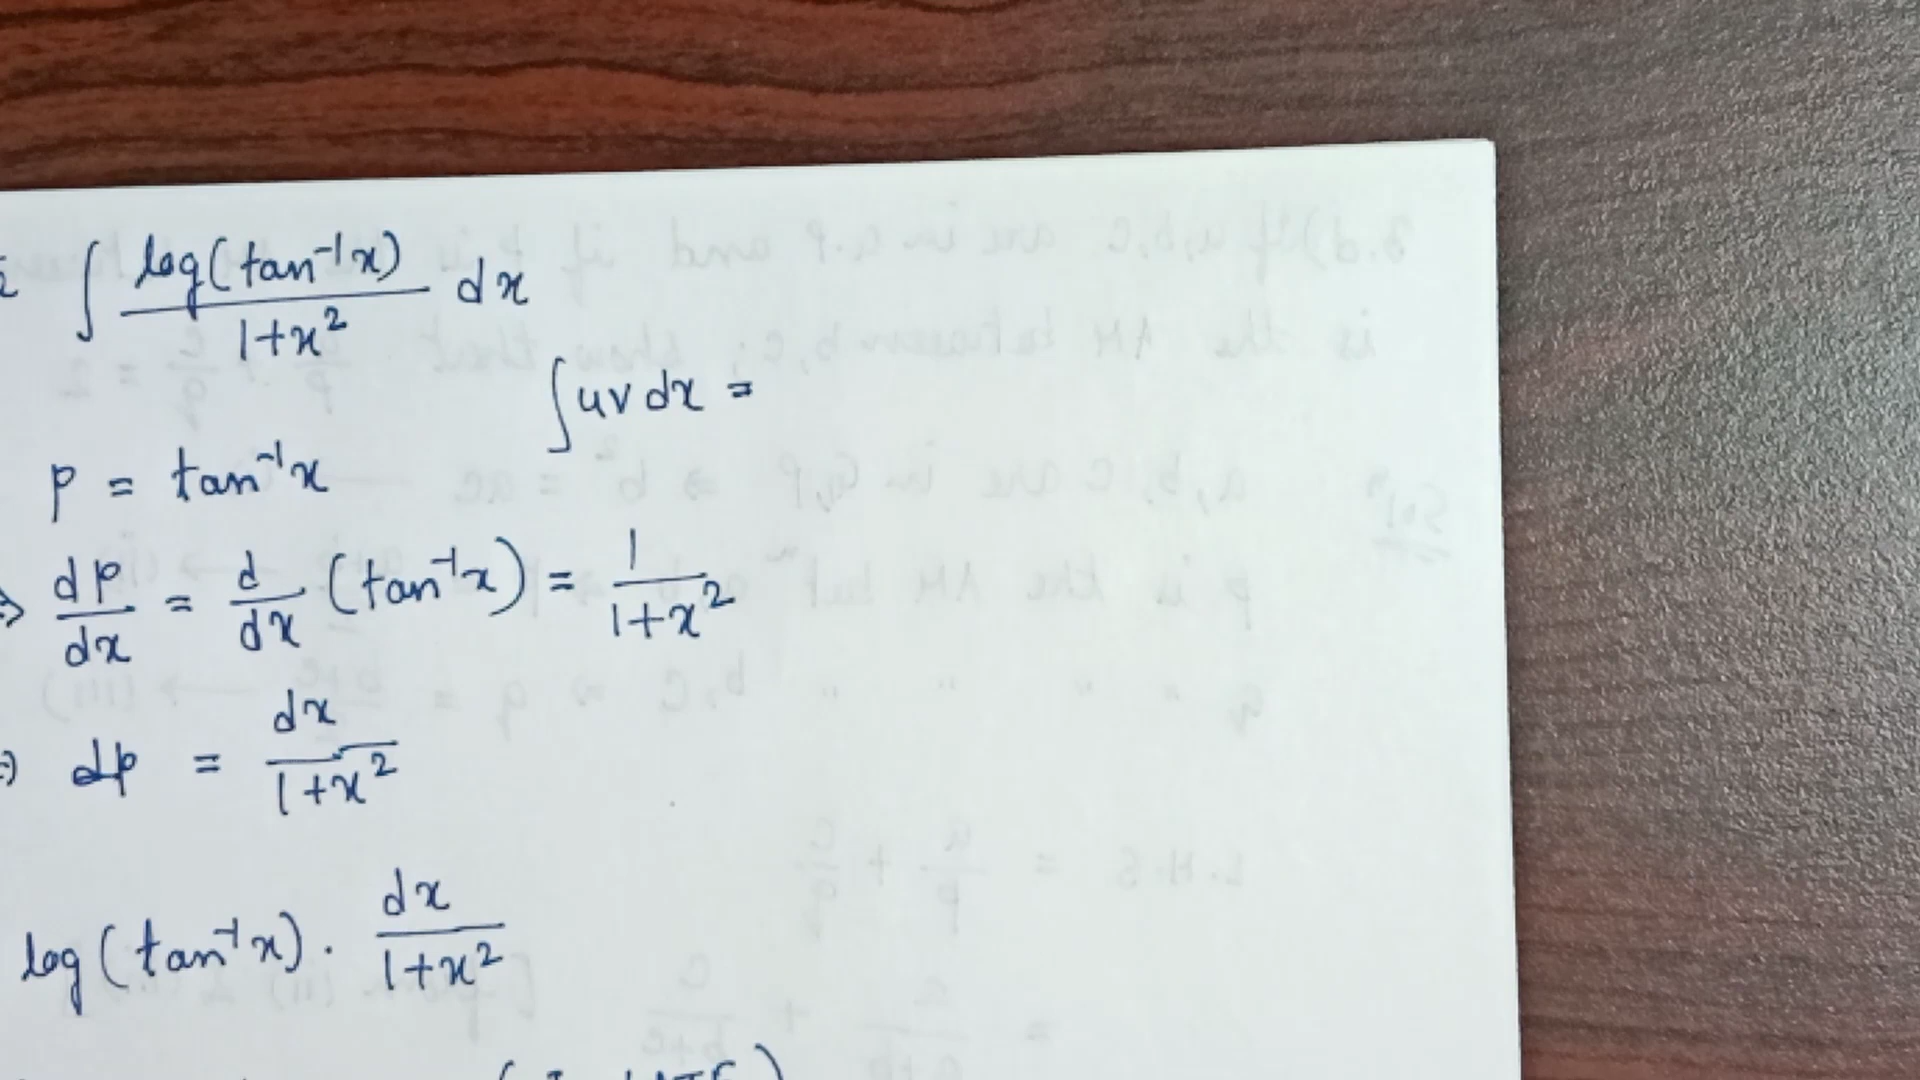 ∫ log(tan⁻¹x) / 1+x² dx
∫uv dx =
p = tan⁻¹x
dp/dx = d/dx (tan⁻¹x) = 1/1+x²
dp = dx/1+x²
log(tan⁻¹x) · dx/1+x²